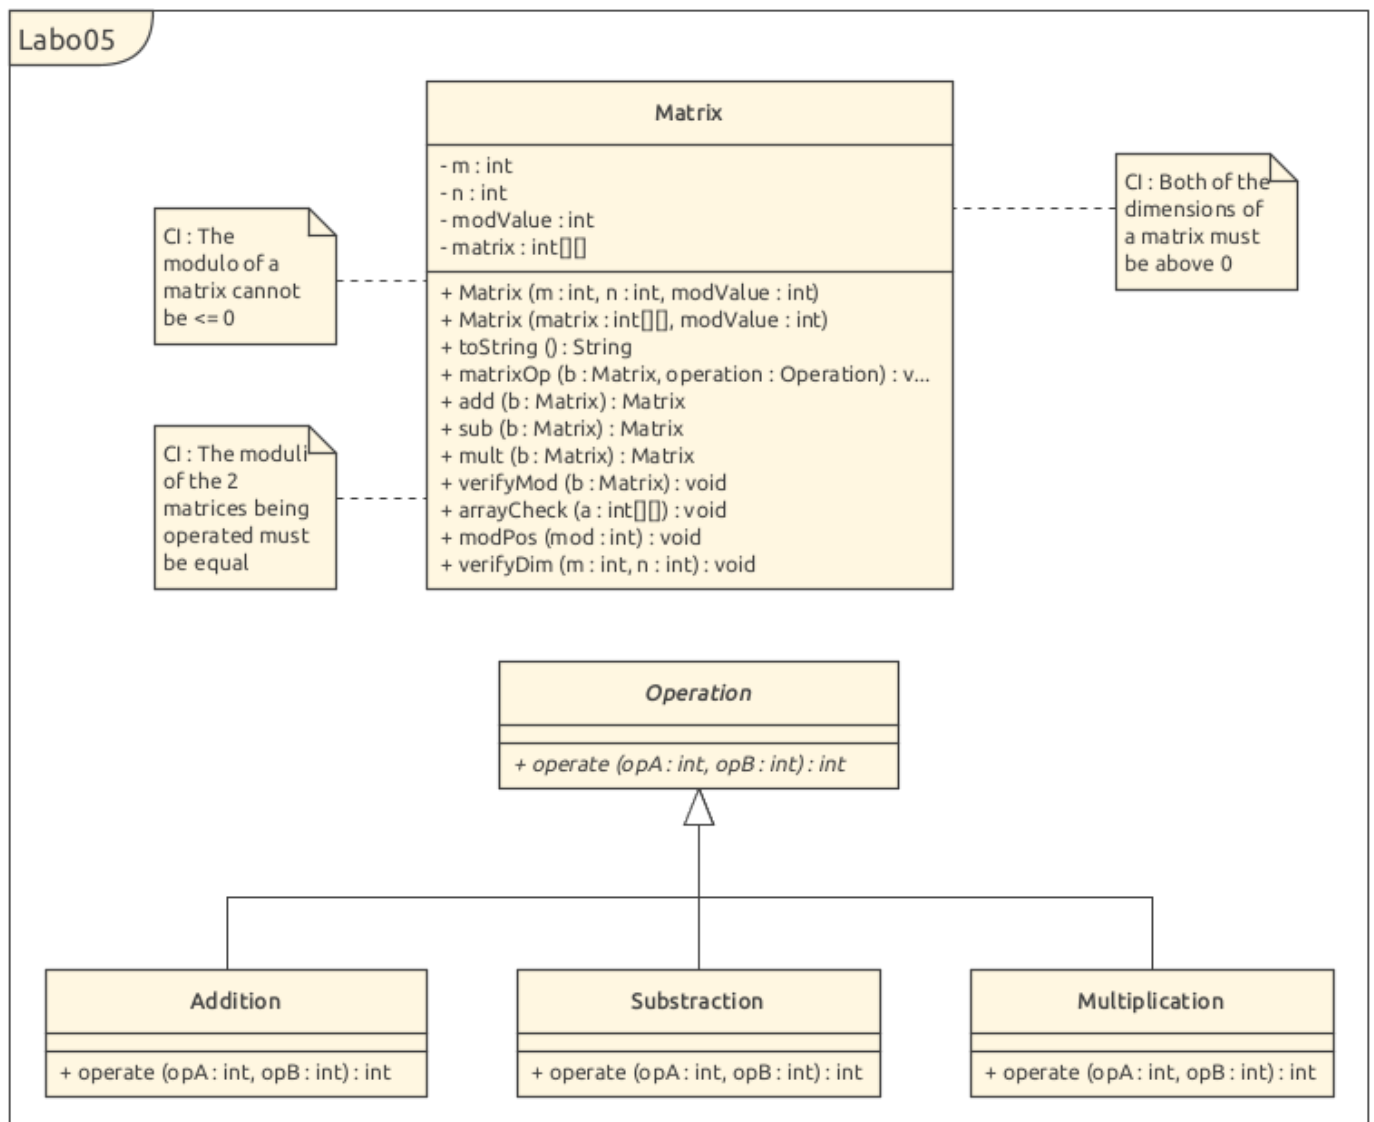 Labo05
Matrix
- m : int
- n : int
- modValue : int
- matrix : int[][]
+ Matrix (m : int, n : int, modValue : int)
+ Matrix (matrix : int[][], modValue : int)
+ toString () : String
+ matrixOp (b : Matrix, operation : Operation) : v...
+ add (b : Matrix) : Matrix
+ sub (b : Matrix) : Matrix
+ mult (b : Matrix) : Matrix
+ verifyMod (b : Matrix) : void
+ arrayCheck (a : int[][]) : void
+ modPos (mod : int) : void
+ verifyDim (m : int, n : int) : void
CI : The
modulo of a
matrix cannot
be <= 0
CI : The moduli
of the 2
matrices being
operated must
be equal
CI : Both of the
dimensions of
a matrix must
be above 0
Operation
+ operate (opA : int, opB : int) : int
Addition
+ operate (opA : int, opB : int) : int
Substraction
+ operate (opA : int, opB : int) : int
Multiplication
+ operate (opA : int, opB : int) : int